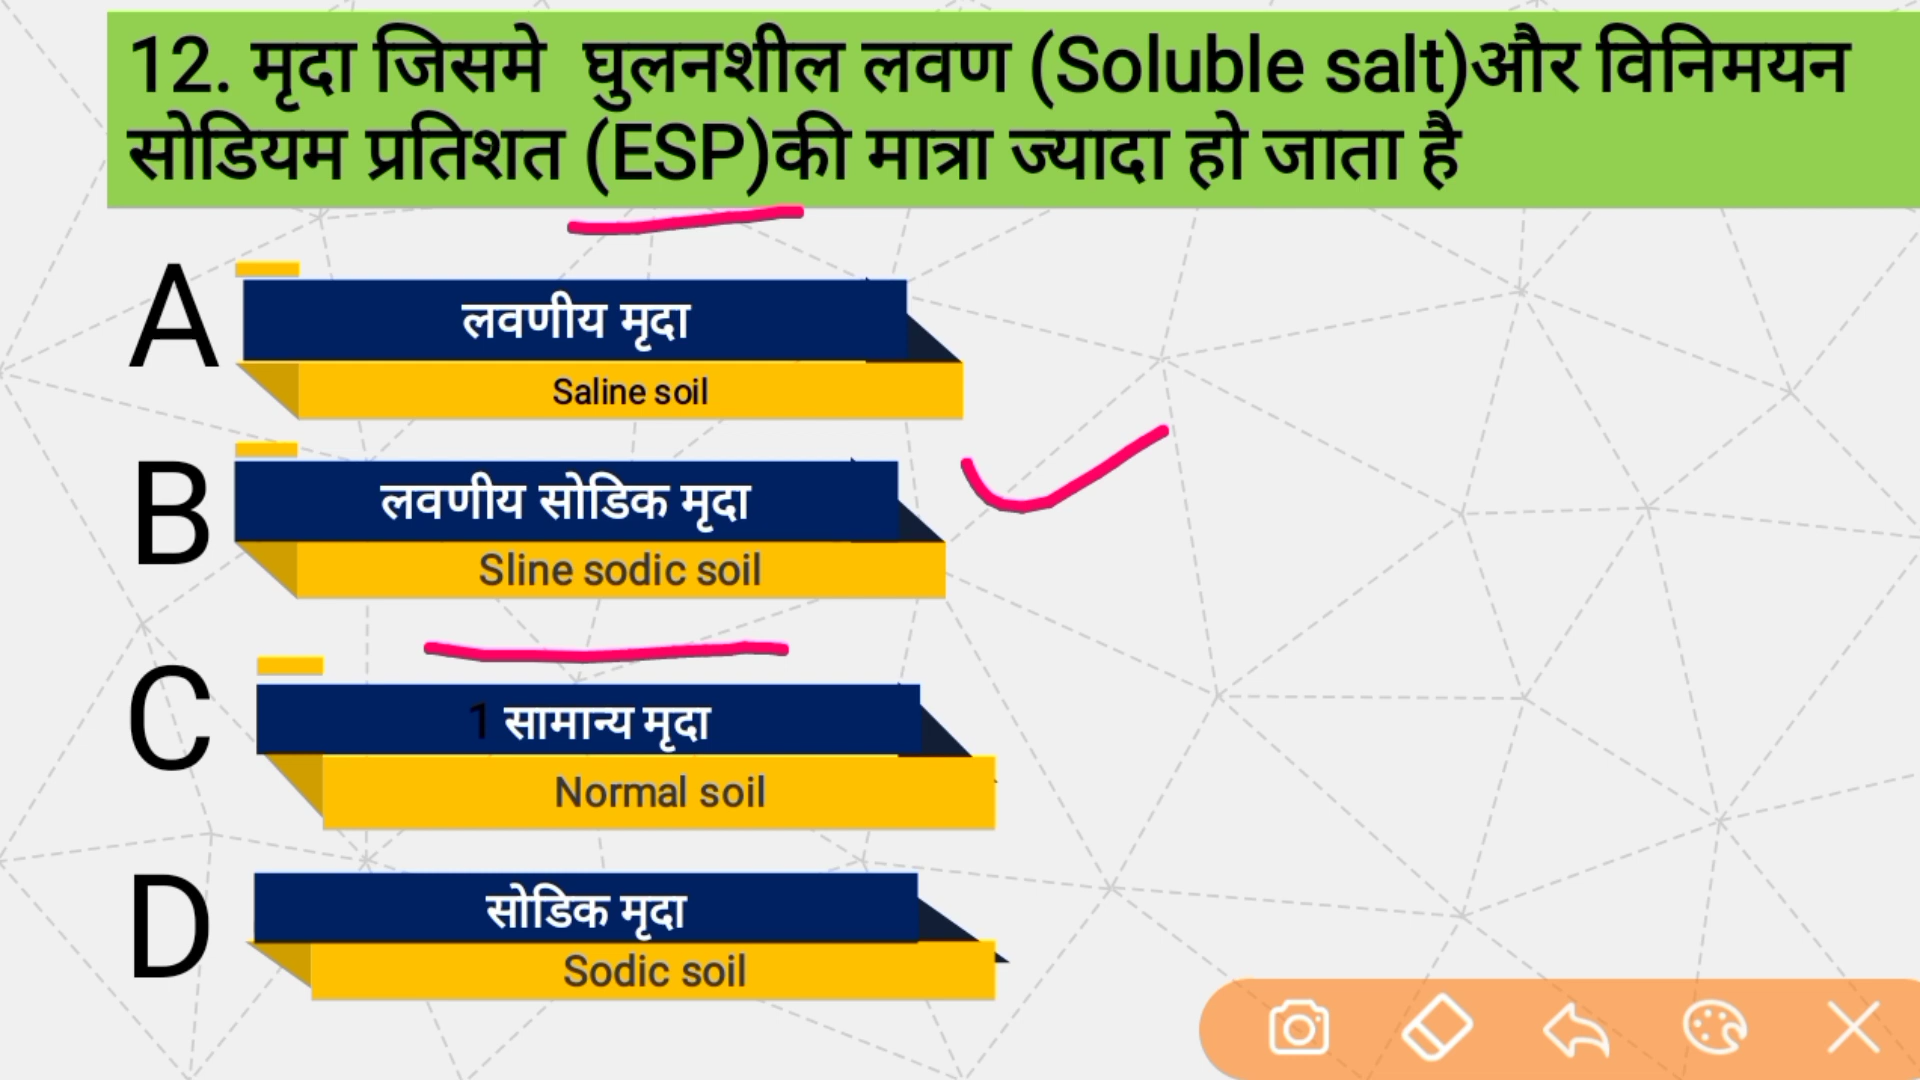 12. मृदा जिसमे घुलनशील लवण (Soluble salt)और विनिमयन
सोडियम प्रतिशत (ESP)की मात्रा ज्यादा हो जाता है
A
लवणीय मृदा
Saline soil
B
लवणीय सोडिक मृदा
Sline sodic soil
C
1 सामान्य मृदा
Normal soil
D
सोडिक मृदा
Sodic soil